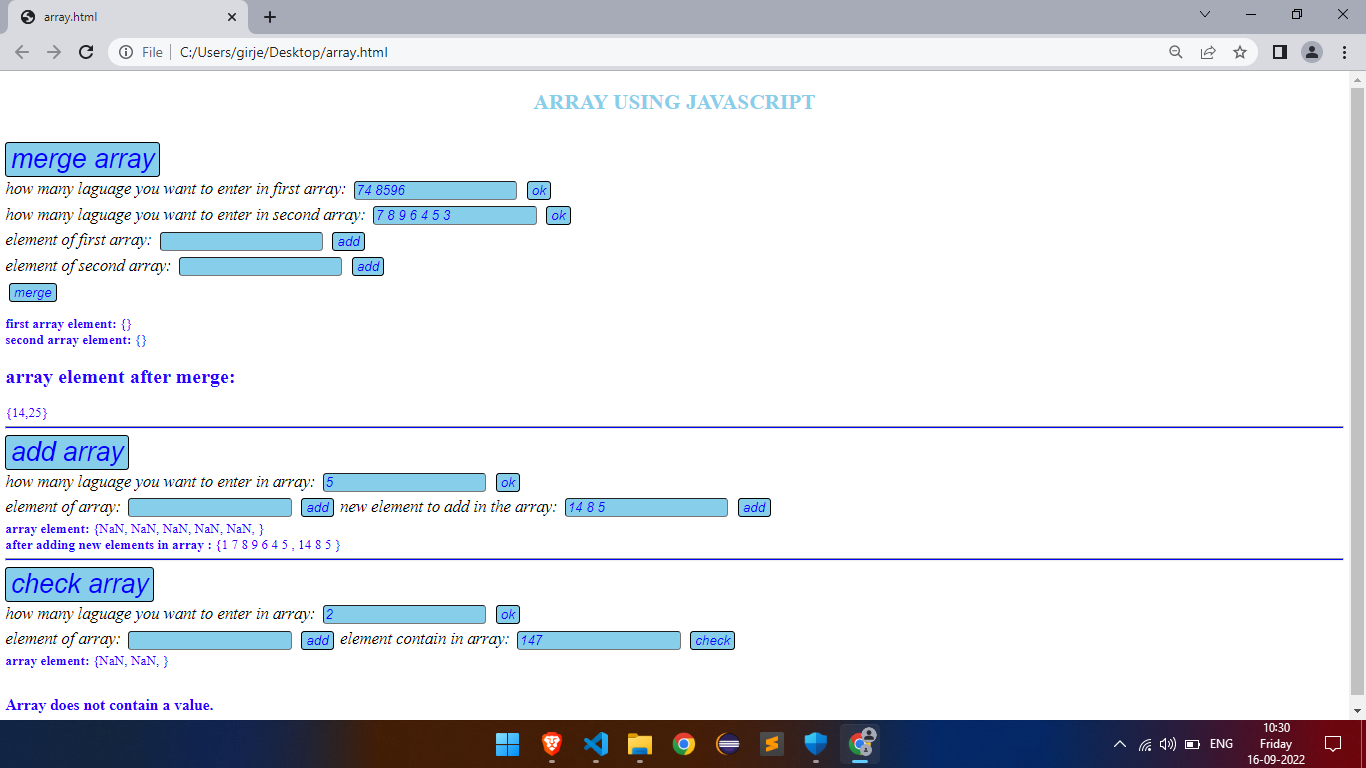 array.html
File C:/Users/girje/Desktop/array.html
ARRAY USING JAVASCRIPT
merge array
how many laguage you want to enter in first array: 74 8596 ok
how many laguage you want to enter in second array: 7 8 9 6 4 5 3 ok
element of first array: add
element of second array: add
merge
first array element: {}
second array element: {}
array element after merge:
{14,25}
add array
how many laguage you want to enter in array: 5 ok
element of array: add new element to add in the array: 14 8 5 add
array element: {NaN, NaN, NaN, NaN, NaN, }
after adding new elements in array : {1 7 8 9 6 4 5 , 14 8 5 }
check array
how many laguage you want to enter in array: 2 ok
element of array: add element contain in array: 147 check
array element: {NaN, NaN, }
Array does not contain a value.
10:30
ENG Friday
16-09-2022